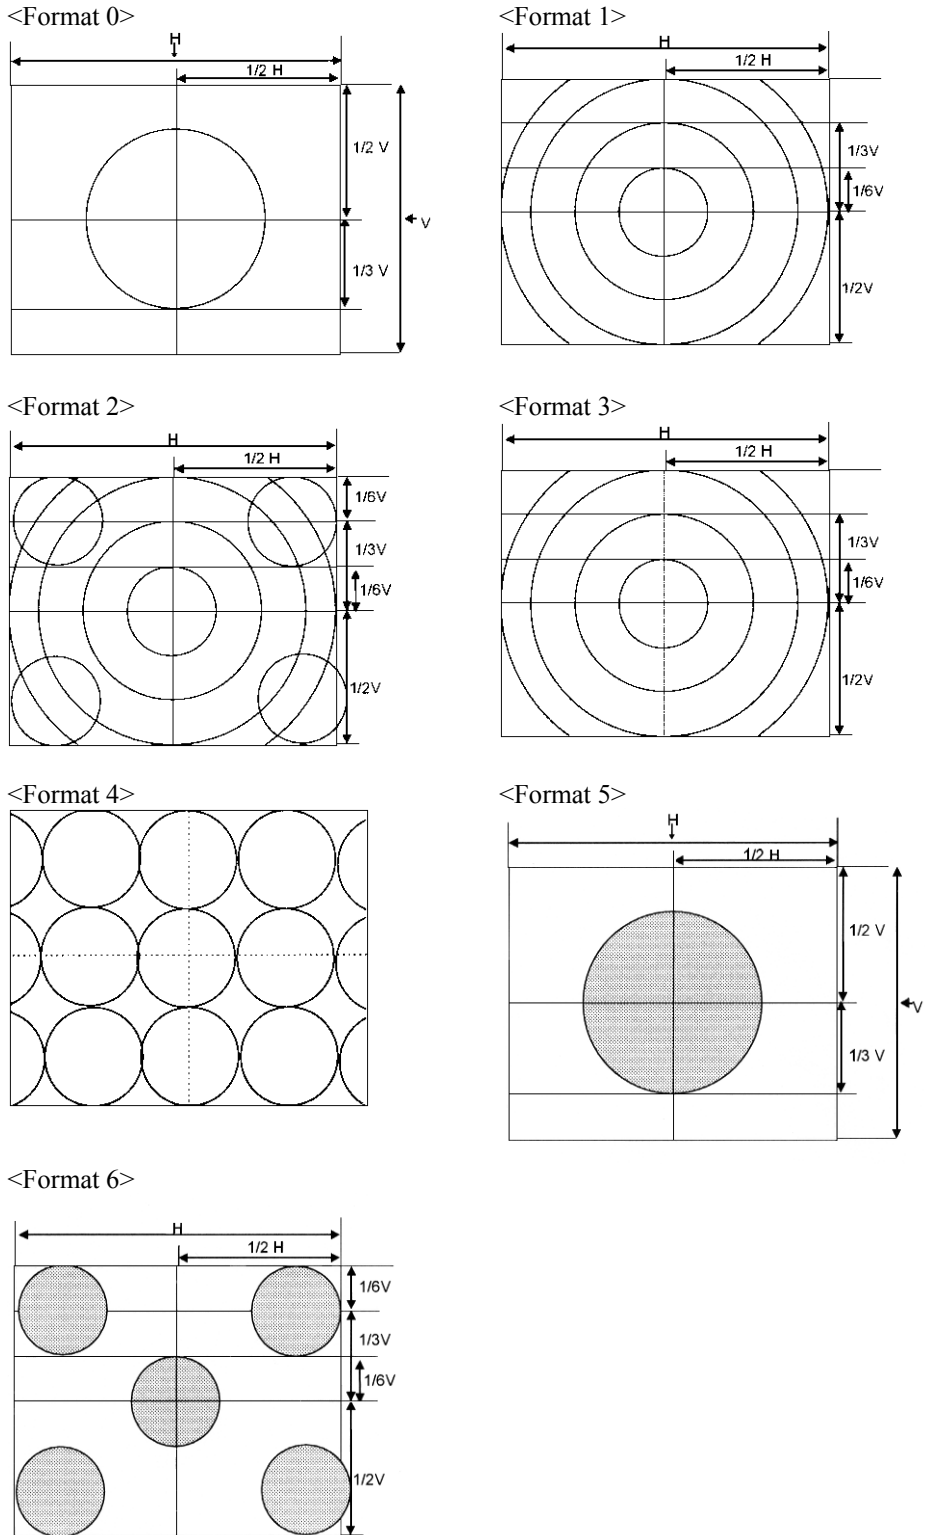 <Format 0>
H
1/2 H
1/2 V
V
1/3 V
<Format 1>
H
1/2 H
1/3V
1/6V
1/2V
<Format 2>
H
1/2 H
1/6V
1/3V
1/6V
1/2V
<Format 3>
H
1/2 H
1/3V
1/6V
1/2V
<Format 4>
<Format 5>
H
1/2 H
1/2 V
V
1/3 V
<Format 6>
H
1/2 H
1/6V
1/3V
1/6V
1/2V